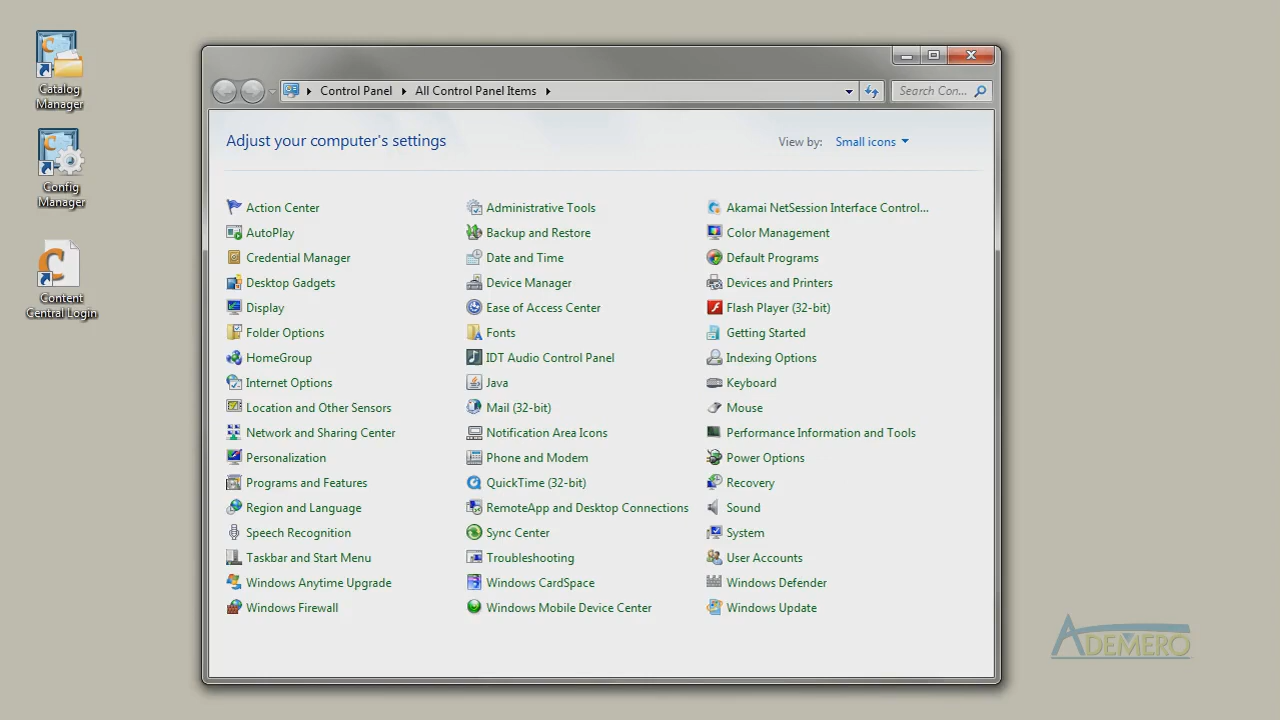 Catalog
Manager
Config
Manager
Content
Central Login
Control Panel
All Control Panel Items
Search Con...
Adjust your computer's settings
View by:
Small icons
Action Center
Administrative Tools
Akamai NetSession Interface Control...
AutoPlay
Backup and Restore
Color Management
Credential Manager
Date and Time
Default Programs
Desktop Gadgets
Device Manager
Devices and Printers
Display
Ease of Access Center
Flash Player (32-bit)
Folder Options
Fonts
Getting Started
HomeGroup
IDT Audio Control Panel
Indexing Options
Internet Options
Java
Keyboard
Location and Other Sensors
Mail (32-bit)
Mouse
Network and Sharing Center
Notification Area Icons
Performance Information and Tools
Personalization
Phone and Modem
Power Options
Programs and Features
QuickTime (32-bit)
Recovery
Region and Language
RemoteApp and Desktop Connections
Sound
Speech Recognition
Sync Center
System
Taskbar and Start Menu
Troubleshooting
User Accounts
Windows Anytime Upgrade
Windows CardSpace
Windows Defender
Windows Firewall
Windows Mobile Device Center
Windows Update
ADEMERO